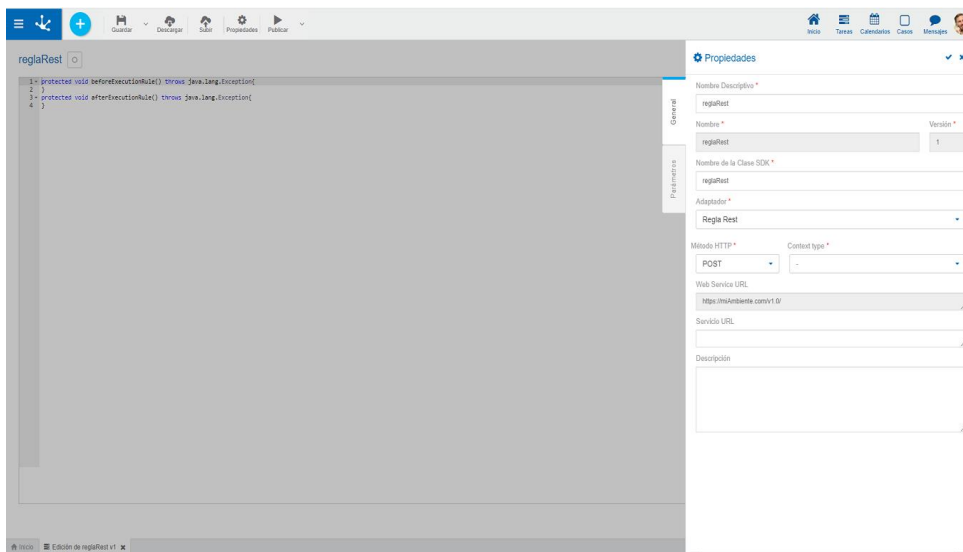 Guardar
Descargar
Subir
Propiedades
Publicar
Inicio
Tareas
Calendarios
Casos
Mensajes
reglaRest
1 protected void beforeExecutionRule() throws java.lang.Exception{
2 }
3 protected void afterExecutionRule() throws java.lang.Exception{
4 }
General
Parámetros
Propiedades
Nombre Descriptivo *
reglaRest
Nombre *
Versión *
reglaRest
1
Nombre de la Clase SDK *
reglaRest
Adaptador *
Regla Rest
Método HTTP *
Context type *
POST
-
Web Service URL
https://miAmbiente.com/v1.0/
Servicio URL
Descripción
Inicio
Edición de reglaRest v1